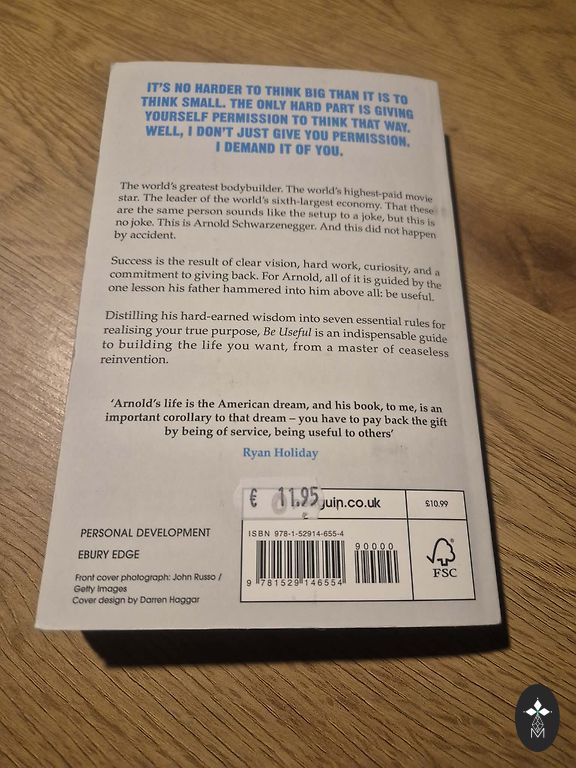 IT'S NO HARDER TO THINK BIG THAN IT IS TO
THINK SMALL. THE ONLY HARD PART IS GIVING
YOURSELF PERMISSION TO THINK THAT WAY.
WELL, I DON'T JUST GIVE YOU PERMISSION,
I DEMAND IT OF YOU.
The world's greatest bodybuilder. The world's highest-paid movie
star. The leader of the world's sixth-largest economy. That these
are the same person sounds like the setup to a joke, but this is
no joke. This is Arnold Schwarzenegger. And this did not happen
by accident.
Success is the result of clear vision, hard work, curiosity, and a
commitment to giving back. For Arnold, all of it is guided by the
one lesson his father hammered into him above all: be useful.
Distilling his hard-earned wisdom into seven essential rules for
realising your true purpose, Be Useful is an indispensable guide
to building the life you want, from a master of ceaseless
reinvention.
'Arnold's life is the American dream, and his book, to me, is an
important corollary to that dream – you have to pay back the gift
by being of service, being useful to others'
Ryan Holiday
€ 11.95
guin.co.uk
£10.99
ISBN 978-1-52914-655-4
90000
9 781529 146554
FSC
PERSONAL DEVELOPMENT
EBURY EDGE
Front cover photograph: John Russo /
Getty Images
Cover design by Darren Haggar
M